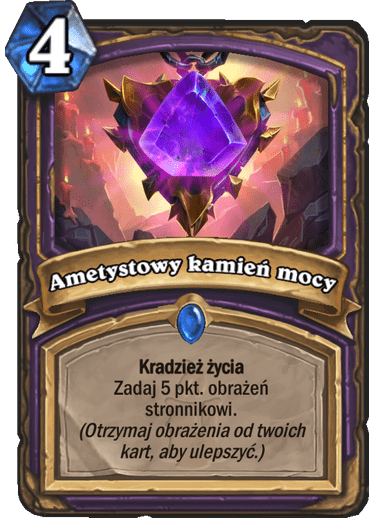 4
Ametystowy kamień mocy
Kradzież życia
Zadaj 5 pkt. obrażeń
stronnikowi.
(Otrzymaj obrażenia od twoich
kart, aby ulepszyć.)